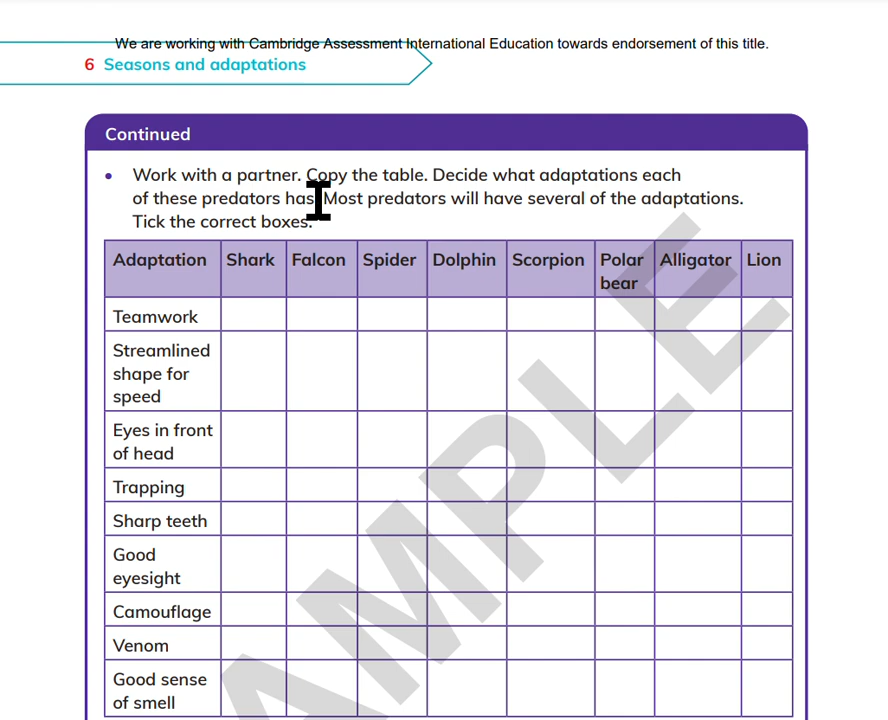 We are working with Cambridge Assessment International Education towards endorsement of this title.
6 Seasons and adaptations
Continued
• Work with a partner. Copy the table. Decide what adaptations each
of these predators has. Most predators will have several of the adaptations.
Tick the correct boxes.
Adaptation Shark Falcon Spider Dolphin Scorpion Polar bear Alligator Lion
Teamwork
Streamlined
shape for
speed
Eyes in front
of head
Trapping
Sharp teeth
Good
eyesight
Camouflage
Venom
Good sense
of smell
SAMPLE